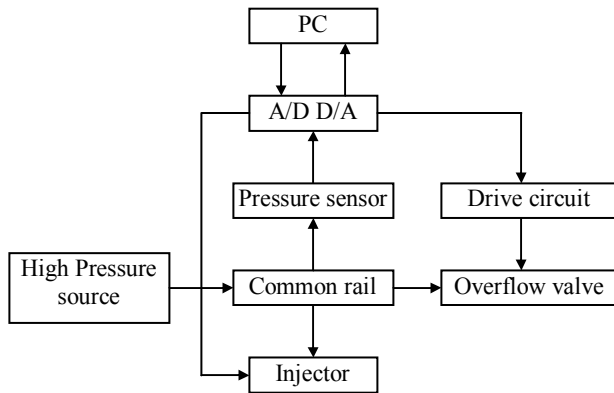 PC
A/D D/A
Pressure sensor
Drive circuit
High Pressure
source
Common rail
Overflow valve
Injector